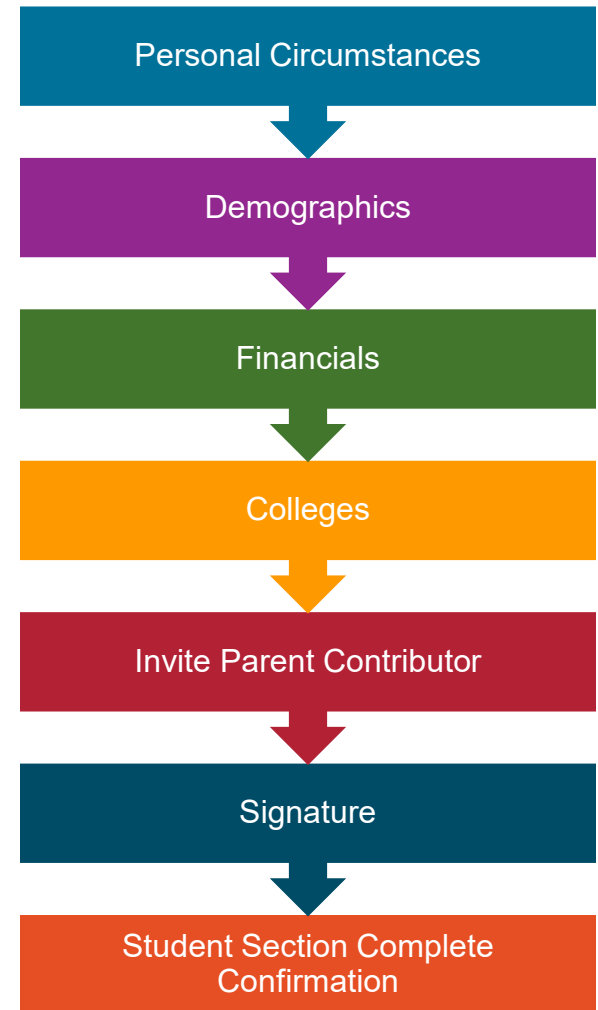 Personal Circumstances
Demographics
Financials
Colleges
Invite Parent Contributor
Signature
Student Section Complete
Confirmation